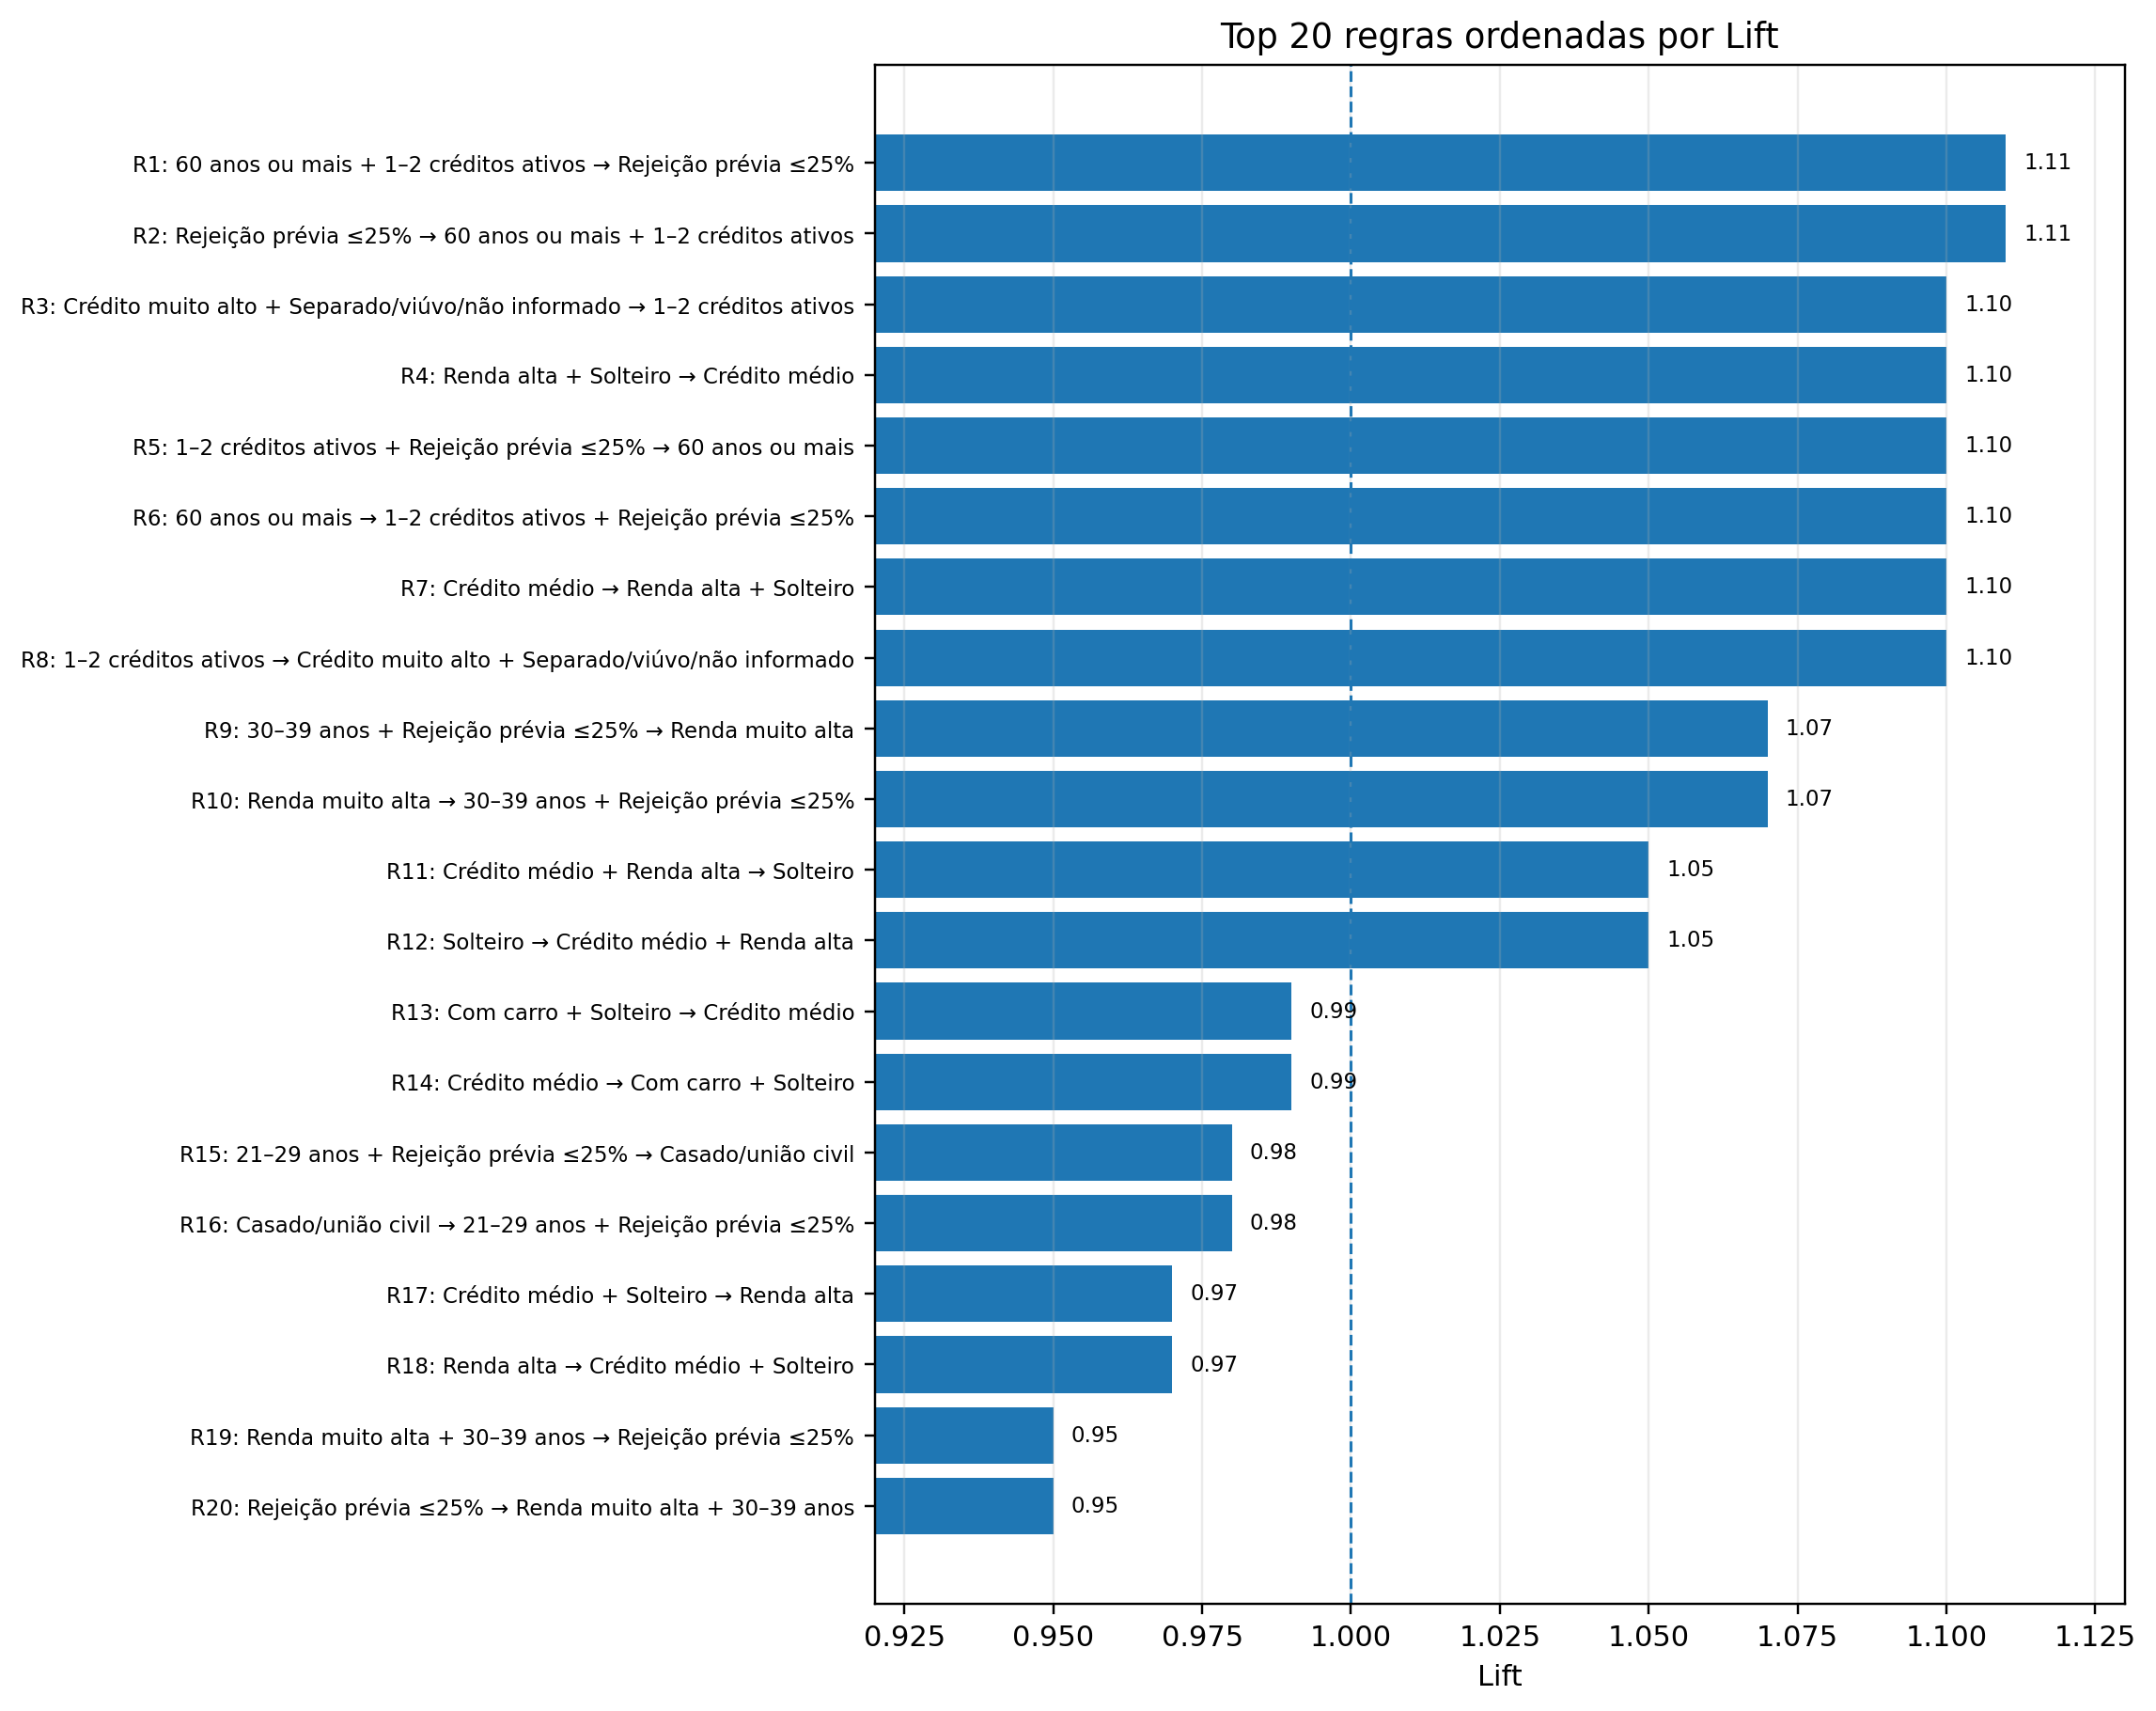 Top 20 regras ordenadas por Lift
R1: 60 anos ou mais + 1–2 créditos ativos → Rejeição prévia ≤25%
1.11
R2: Rejeição prévia ≤25% → 60 anos ou mais + 1–2 créditos ativos
1.11
R3: Crédito muito alto + Separado/viúvo/não informado → 1–2 créditos ativos
1.10
R4: Renda alta + Solteiro → Crédito médio
1.10
R5: 1–2 créditos ativos + Rejeição prévia ≤25% → 60 anos ou mais
1.10
R6: 60 anos ou mais → 1–2 créditos ativos + Rejeição prévia ≤25%
1.10
R7: Crédito médio → Renda alta + Solteiro
1.10
R8: 1–2 créditos ativos → Crédito muito alto + Separado/viúvo/não informado
1.10
R9: 30–39 anos + Rejeição prévia ≤25% → Renda muito alta
1.07
R10: Renda muito alta → 30–39 anos + Rejeição prévia ≤25%
1.07
R11: Crédito médio + Renda alta → Solteiro
1.05
R12: Solteiro → Crédito médio + Renda alta
1.05
R13: Com carro + Solteiro → Crédito médio
0.99
R14: Crédito médio → Com carro + Solteiro
0.99
R15: 21–29 anos + Rejeição prévia ≤25% → Casado/união civil
0.98
R16: Casado/união civil → 21–29 anos + Rejeição prévia ≤25%
0.98
R17: Crédito médio + Solteiro → Renda alta
0.97
R18: Renda alta → Crédito médio + Solteiro
0.97
R19: Renda muito alta + 30–39 anos → Rejeição prévia ≤25%
0.95
R20: Rejeição prévia ≤25% → Renda muito alta + 30–39 anos
0.95
0.925 0.950 0.975 1.000 1.025 1.050 1.075 1.100 1.125
Lift